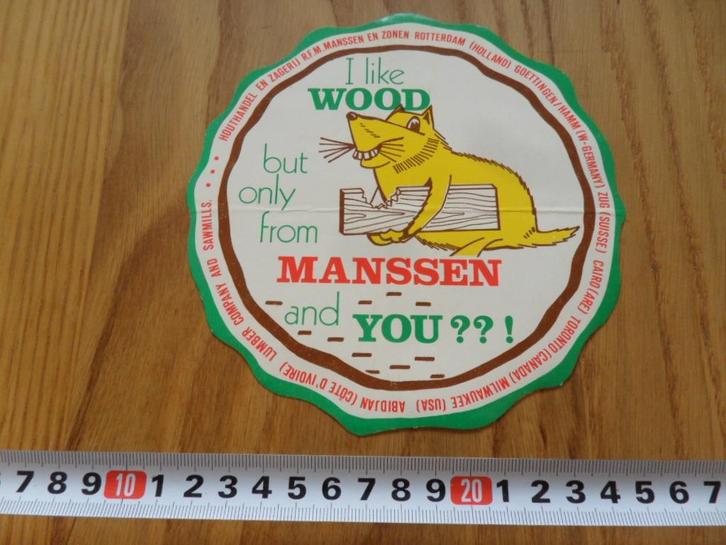 I like
WOOD
but
only
from
MANSSEN
and
YOU ??!
• • • HOUTHANDEL EN ZAGERIJ R.F.M. MANSSEN EN ZONEN ROTTERDAM (HOLLAND) GOETTINGEN/HAMM (W-GERMANY) ZUG (SUISSE) CAIRO (ARE) TORONTO (CANADA) MILWAUKEE (USA) ABIDJAN (CÔTE D'IVOIRE) LUMBER COMPANY AND SAWMILLS.
7 8 9 10 1 2 3 4 5 6 7 8 9 20 1 2 3 4 5 6 7